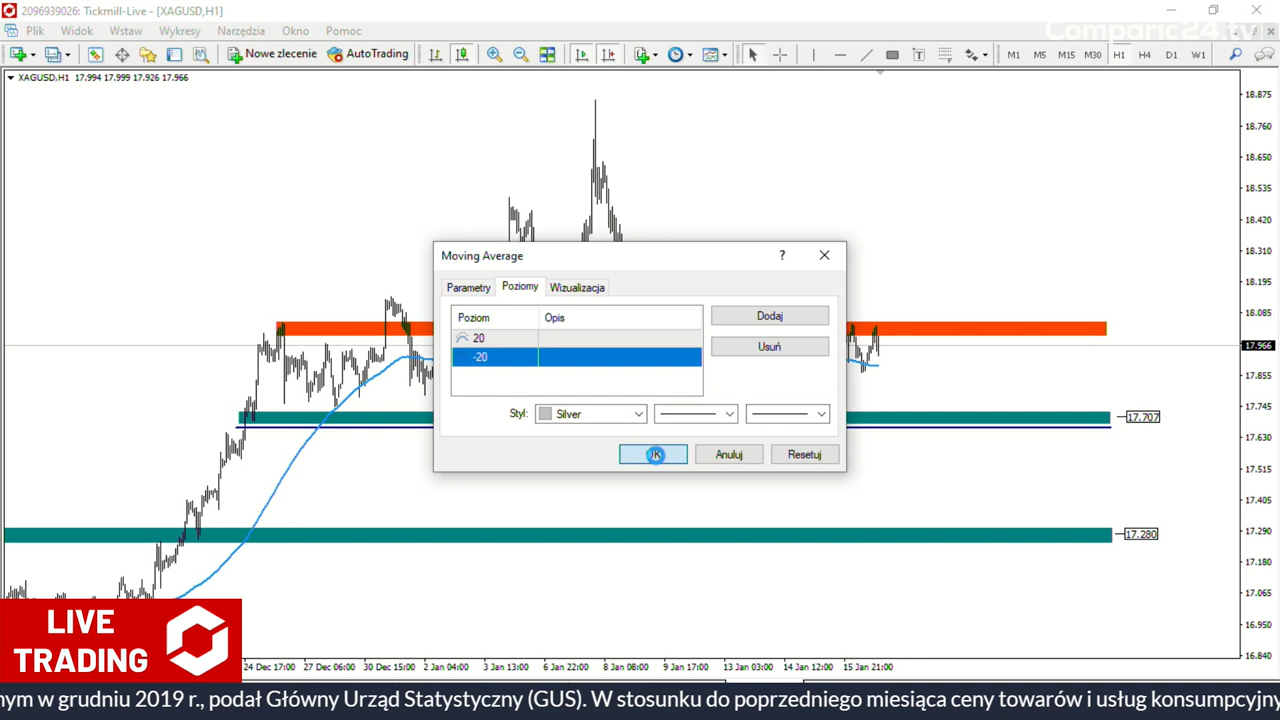 2096939026: Tickmill-Live - [XAGUSD,H1]
Plik Widok Wstaw Wykresy Narzędzia Okno Pomoc
Comparic24.tv
Nowe zlecenie AutoTrading M1 M5 M15 M30 H1 H4 D1 W1
XAGUSD,H1 17.994 17.999 17.926 17.966
18.875
18.760
18.650
18.535
18.420
18.310
18.195
18.085
17.966
17.855
17.745
17.630
17.515
17.405
17.290
17.180
17.065
16.950
16.840
Moving Average ?
Parametry Poziomy Wizualizacja
Poziom Opis
20
-20
Dodaj
Usuń
Styl: Silver
OK Anuluj Resetuj
17.707
17.280
24 Dec 17:00 27 Dec 06:00 30 Dec 15:00 2 Jan 04:00 3 Jan 13:00 6 Jan 22:00 8 Jan 08:00 9 Jan 17:00 13 Jan 03:00 14 Jan 12:00 15 Jan 21:00
LIVE
TRADING
nym w grudniu 2019 r., podał Główny Urząd Statystyczny (GUS). W stosunku do poprzedniego miesiąca ceny towarów i usług konsumpcyjny